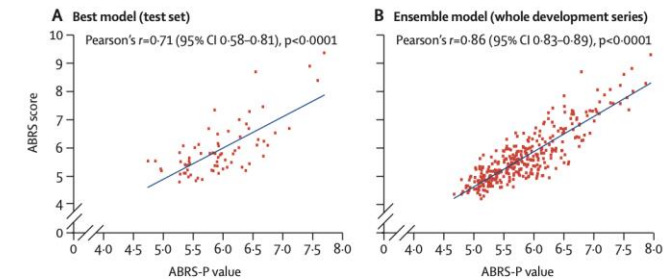 A Best model (test set)
Pearson's r=0·71 (95% CI 0·58–0·81), p<0·0001
10
9
8
7
6
5
4
0
ABRS score
0 4·0 4·5 5·0 5·5 6·0 6·5 7·0 7·5 8·0
ABRS-P value
B Ensemble model (whole development series)
Pearson's r=0·86 (95% CI 0·83–0·89), p<0·0001
0 4·0 4·5 5·0 5·5 6·0 6·5 7·0 7·5 8·0
ABRS-P value